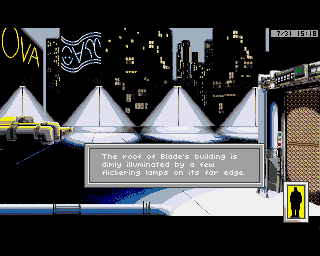 OVA
7/31 15:18
The roof of Blade's building is
dimly illuminated by a few
flickering lamps on its far edge.